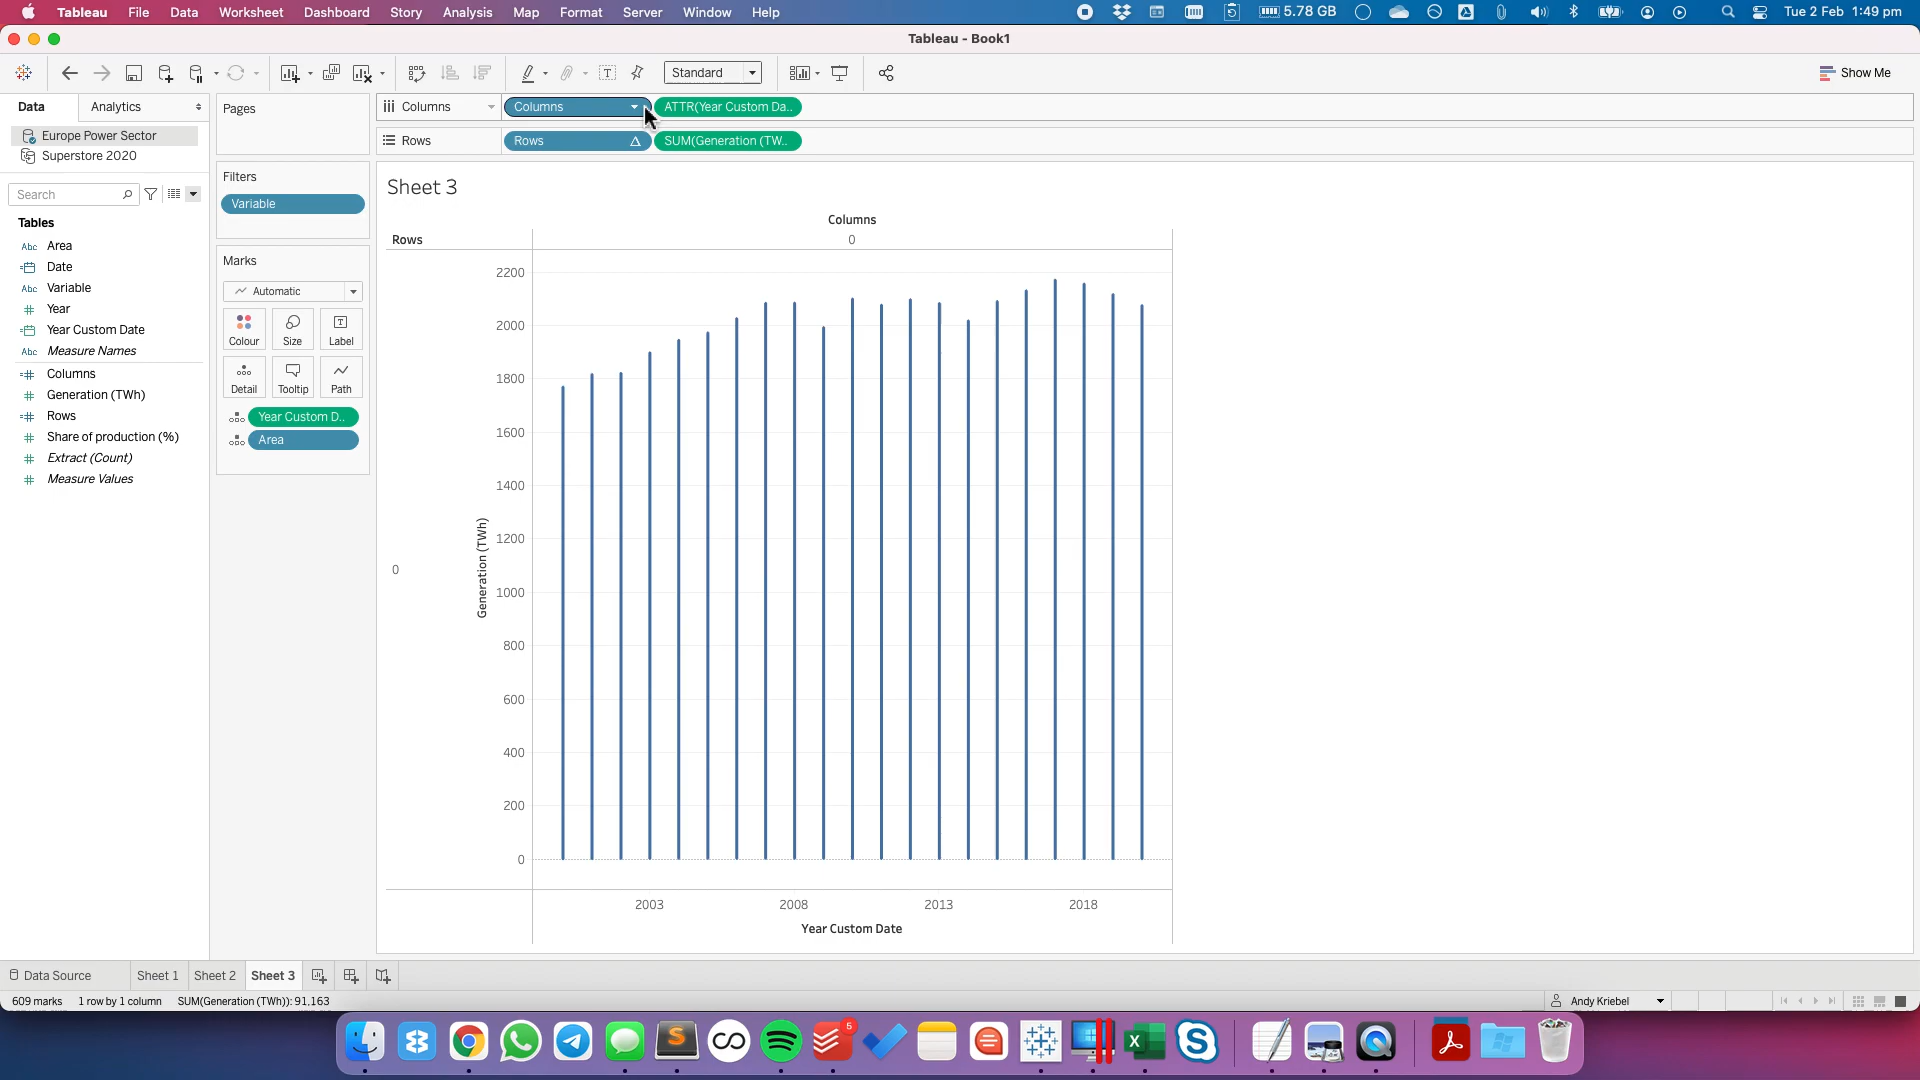 Tableau File Data Worksheet Dashboard Story Analysis Map Format Server Window Help 5.78 GB Tue 2 Feb 1:49 pm
Tableau - Book1
Standard Show Me
Data Analytics
Europe Power Sector
Superstore 2020
Search
Tables
Abc Area
Date
Abc Variable
Year
Year Custom Date
Abc Measure Names
Columns
Generation (TWh)
Rows
Share of production (%)
Extract (Count)
Measure Values
Pages
Filters
Variable
Marks
Automatic
Colour Size Label
Detail Tooltip Path
Year Custom D..
Area
Columns Columns ATTR(Year Custom Da..
Rows Rows SUM(Generation (TW..
Sheet 3
Columns
Rows 0
2200
2000
1800
1600
1400
1200
1000
800
600
400
200
0
0
Generation (TWh)
2003 2008 2013 2018
Year Custom Date
Data Source Sheet 1 Sheet 2 Sheet 3
609 marks 1 row by 1 column SUM(Generation (TWh)): 91,163 Andy Kriebel
5